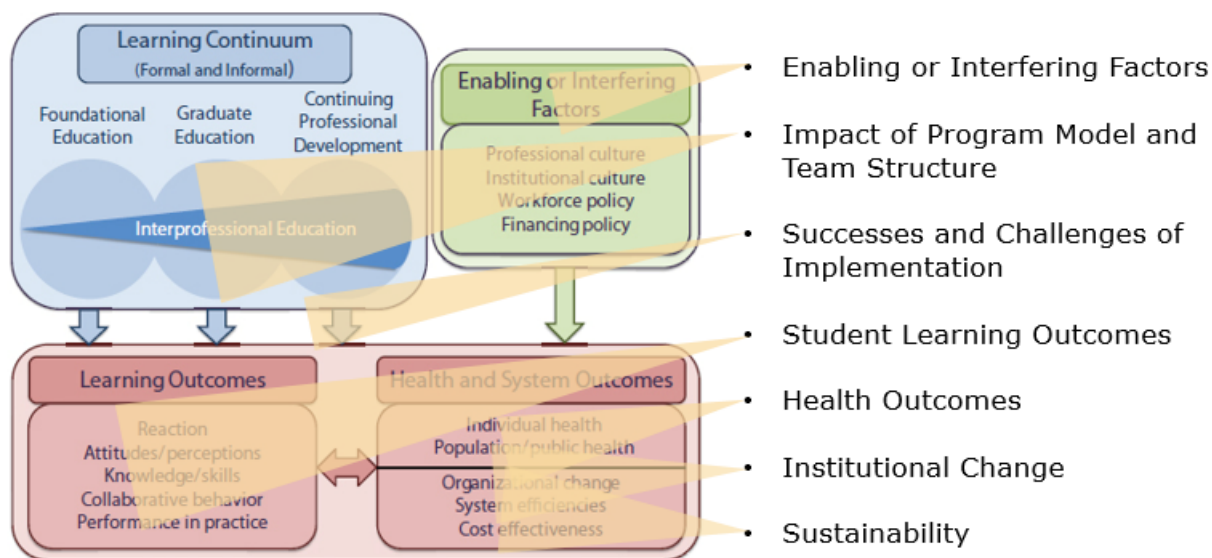 Learning Continuum
(Formal and Informal)
Foundational
Education
Graduate
Education
Continuing
Professional
Development
Interprofessional Education
Enabling or Interfering
Factors
Professional culture
Institutional culture
Workforce policy
Financing policy
Learning Outcomes
Reaction
Attitudes/perceptions
Knowledge/skills
Collaborative behavior
Performance in practice
Health and System Outcomes
Individual health
Population/public health
Organizational change
System efficiencies
Cost effectiveness
• Enabling or Interfering Factors
• Impact of Program Model and
Team Structure
• Successes and Challenges of
Implementation
• Student Learning Outcomes
• Health Outcomes
• Institutional Change
• Sustainability